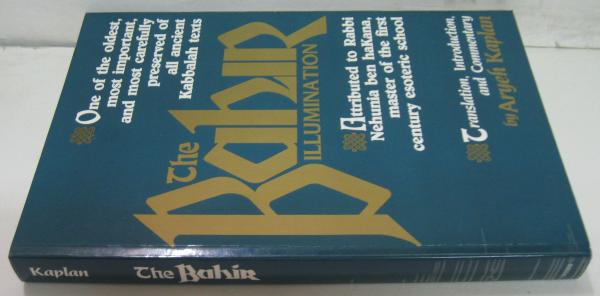 One of the oldest,
most important,
and most carefully
preserved of
all ancient
Kabbalah texts
The
Bahir
ILLUMINATION
Attributed to Rabbi
Nehunia ben haKana,
master of the first
century esoteric school
Translation, Introduction,
and Commentary
by Aryeh Kaplan
Kaplan
The Bahir